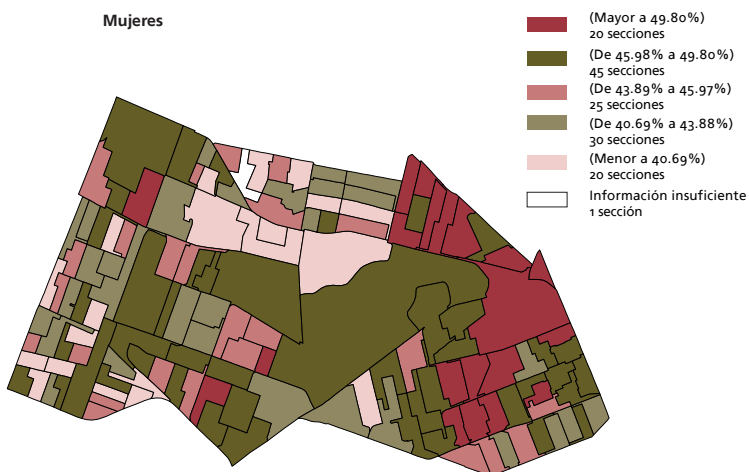 Mujeres
(Mayor a 49.80%)
20 secciones
(De 45.98% a 49.80%)
45 secciones
(De 43.89% a 45.97%)
25 secciones
(De 40.69% a 43.88%)
30 secciones
(Menor a 40.69%)
20 secciones
Información insuficiente
1 sección